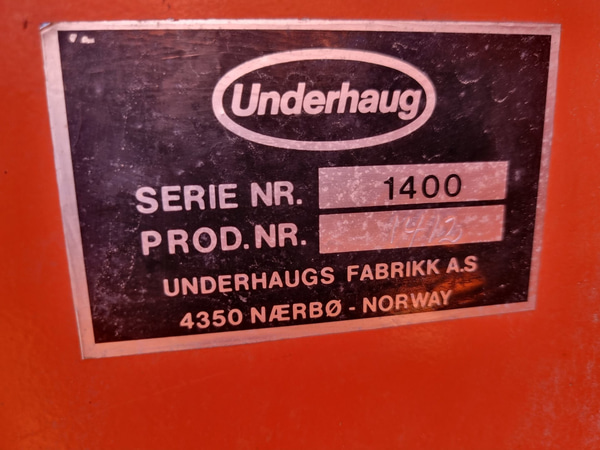 Underhaug
SERIE NR. 1400
PROD.NR.
UNDERHAUGS FABRIKK A.S
4350 NÆRBØ - NORWAY